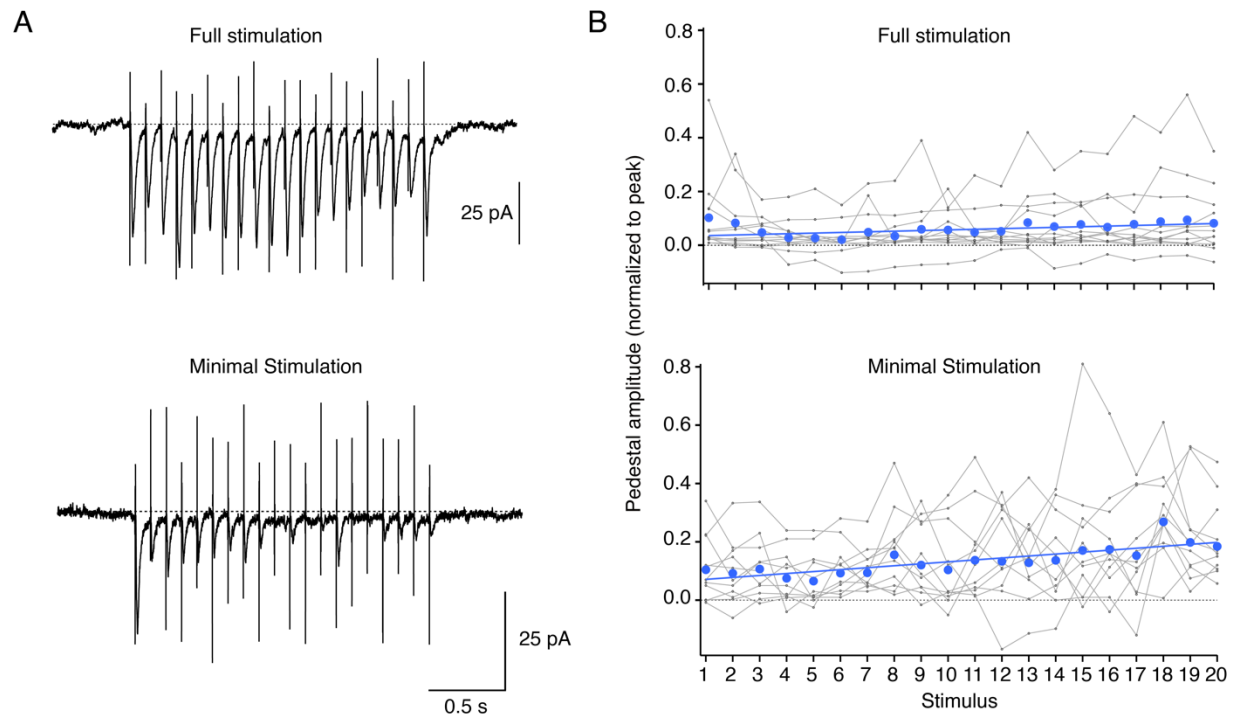 A
Full stimulation
25 pA
Minimal Stimulation
25 pA
0.5 s
B
Full stimulation
0.8
0.6
0.4
0.2
0.0
Pedestal amplitude (normalized to peak)
Minimal Stimulation
0.8
0.6
0.4
0.2
0.0
1 2 3 4 5 6 7 8 9 10 11 12 13 14 15 16 17 18 19 20
Stimulus